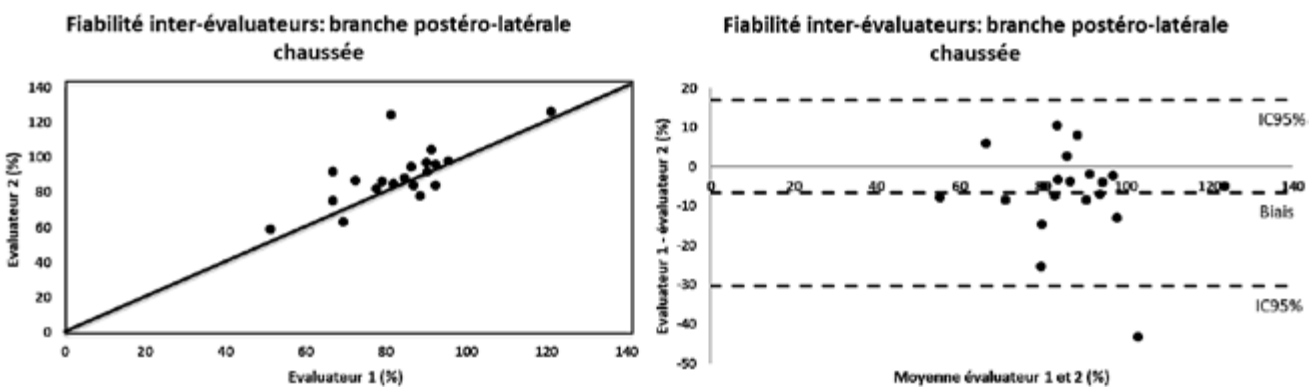 Fiabilité inter-évaluateurs: branche postéro-latérale
chaussée
140
120
100
80
60
40
20
0
0 20 40 60 80 100 120 140
Evaluateur 2 (%)
Evaluateur 1 (%)
Fiabilité inter-évaluateurs: branche postéro-latérale
chaussée
20
10
0
-10
-20
-30
-40
-50
0 20 40 60 80 100 120 140
IC95%
Biais
IC95%
Evaluateur 1 - évaluateur 2 (%)
Moyenne évaluateur 1 et 2 (%)